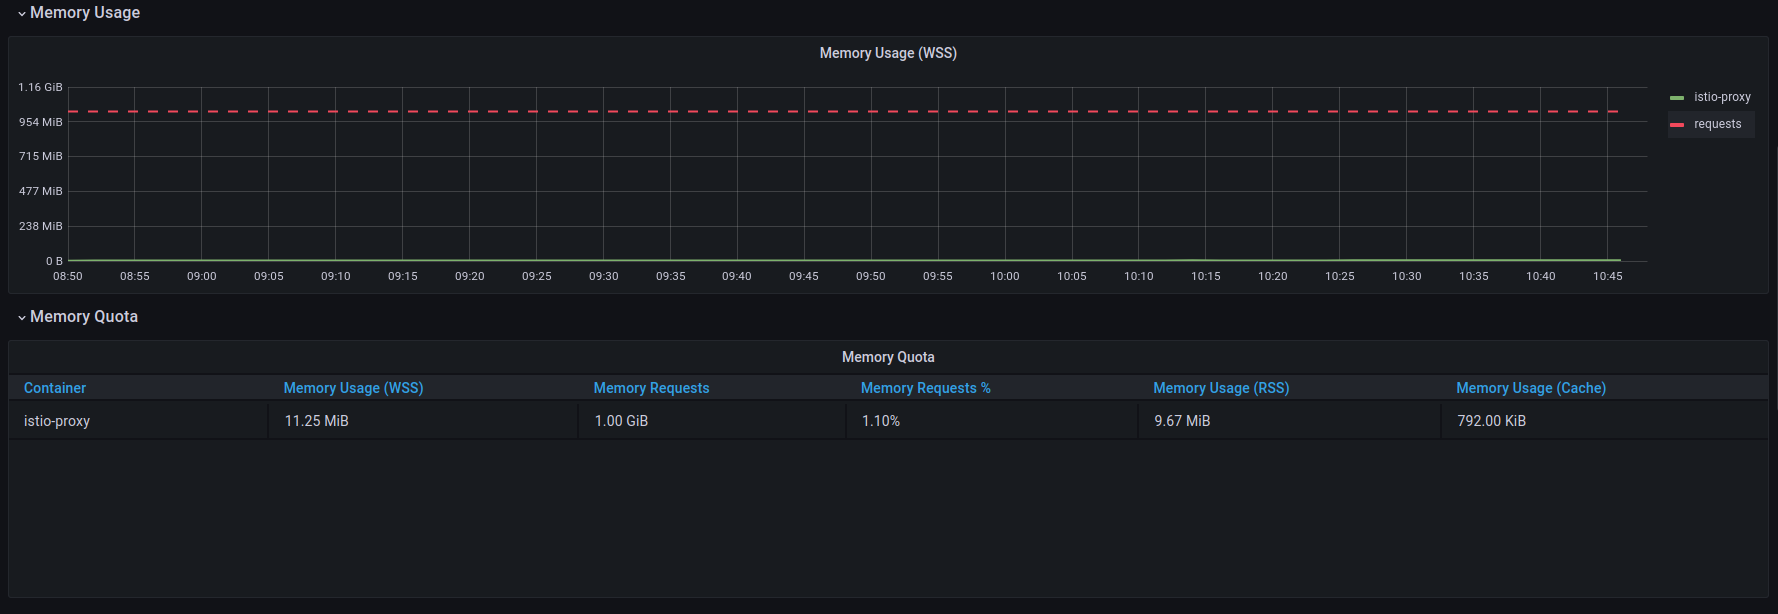 Memory Usage
Memory Usage (WSS)
1.16 GiB
954 MiB
715 MiB
477 MiB
238 MiB
0 B
08:50 08:55 09:00 09:05 09:10 09:15 09:20 09:25 09:30 09:35 09:40 09:45 09:50 09:55 10:00 10:05 10:10 10:15 10:20 10:25 10:30 10:35 10:40 10:45
istio-proxy
requests
Memory Quota
Memory Quota
Container Memory Usage (WSS) Memory Requests Memory Requests % Memory Usage (RSS) Memory Usage (Cache)
istio-proxy 11.25 MiB 1.00 GiB 1.10% 9.67 MiB 792.00 KiB